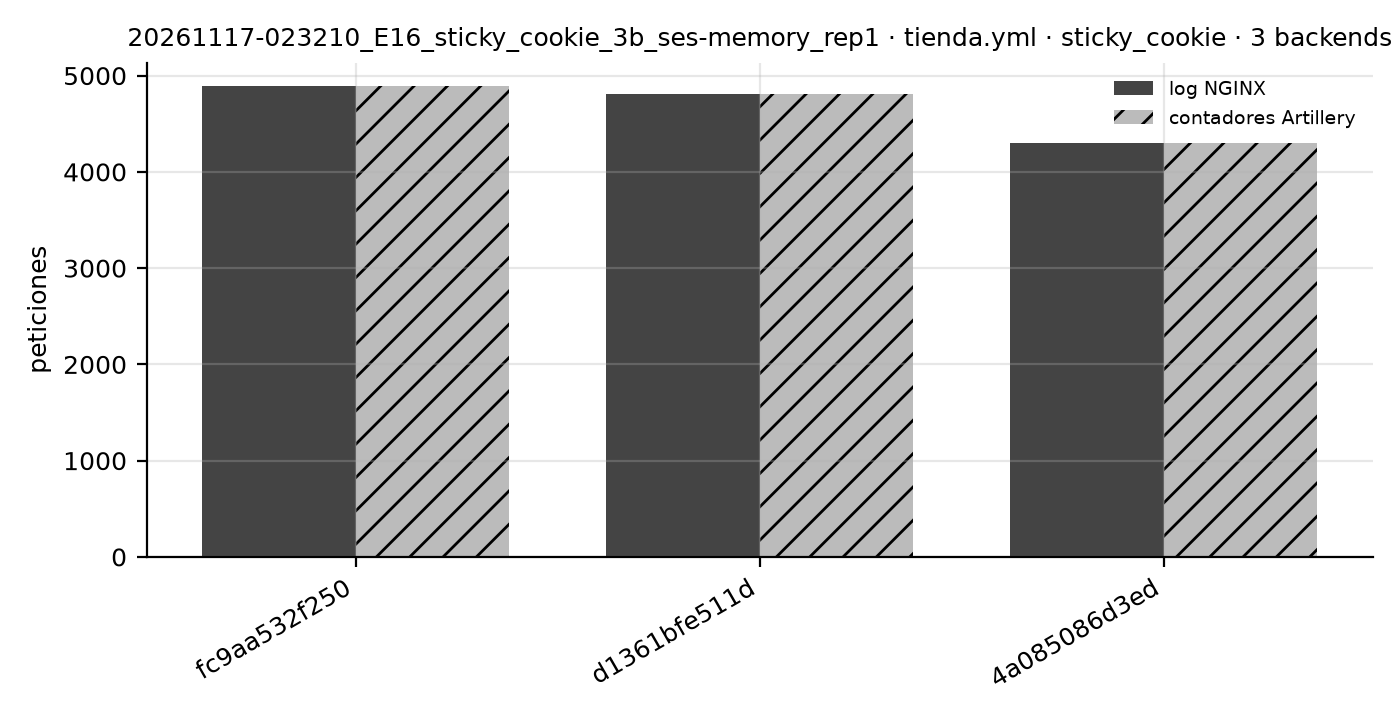 20261117-023210_E16_sticky_cookie_3b_ses-memory_rep1 · tienda.yml · sticky_cookie · 3 backends
5000
4000
3000
2000
1000
0
peticiones
log NGINX
contadores Artillery
fc9aa532f250
d1361bfe511d
4a085086d3ed